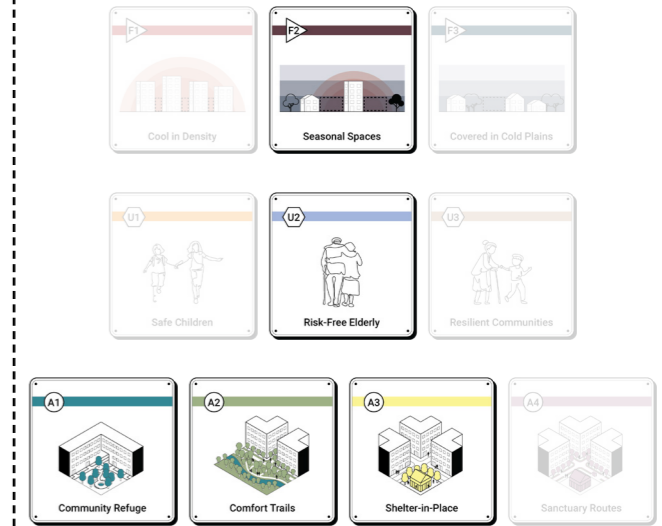 F1
F2
F3
Cool in Density
Seasonal Spaces
Covered in Cold Plains
U1
U2
U3
Safe Children
Risk-Free Elderly
Resilient Communities
A1
A2
A3
A4
Community Refuge
Comfort Trails
Shelter-in-Place
Sanctuary Routes